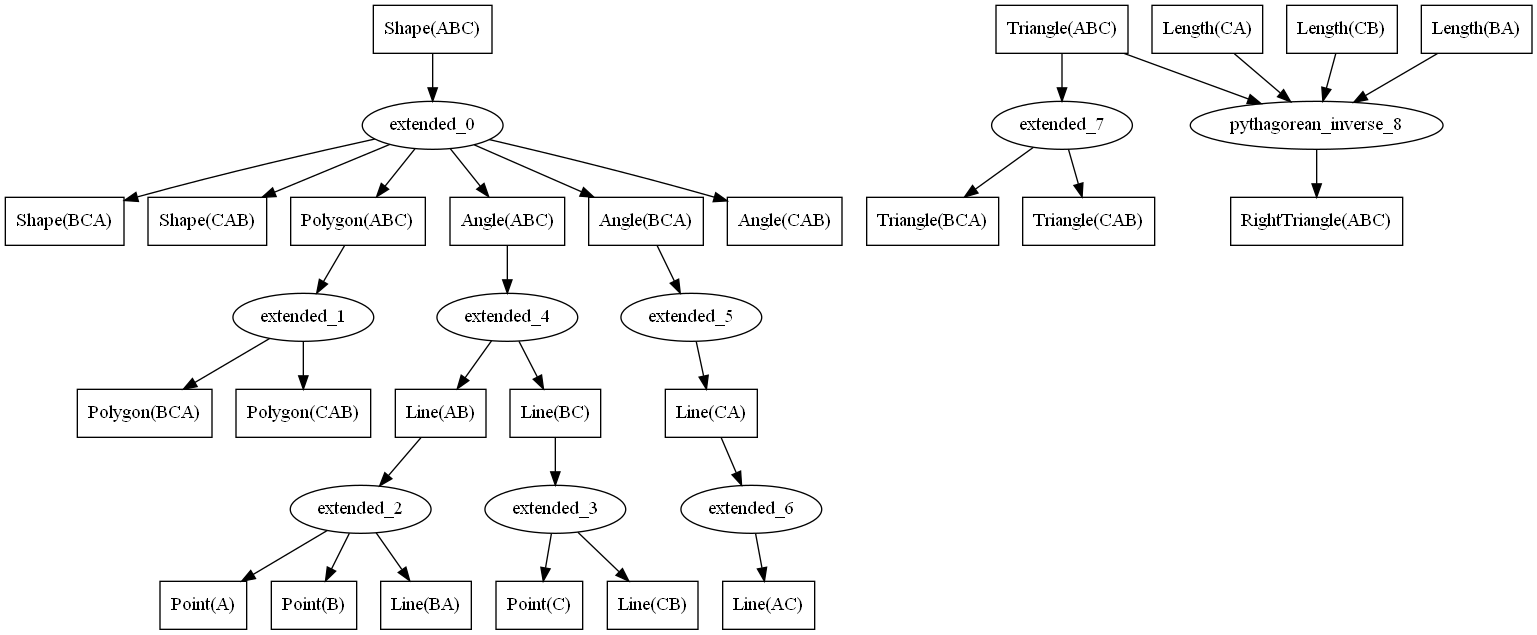 Shape(ABC)
Triangle(ABC)
Length(CA)
Length(CB)
Length(BA)
extended_0
extended_7
pythagorean_inverse_8
Shape(BCA)
Shape(CAB)
Polygon(ABC)
Angle(ABC)
Angle(BCA)
Angle(CAB)
Triangle(BCA)
Triangle(CAB)
RightTriangle(ABC)
extended_1
extended_4
extended_5
Polygon(BCA)
Polygon(CAB)
Line(AB)
Line(BC)
Line(CA)
extended_2
extended_3
extended_6
Point(A)
Point(B)
Line(BA)
Point(C)
Line(CB)
Line(AC)